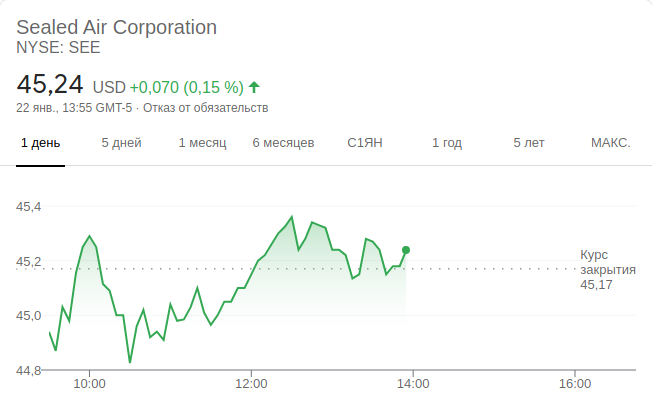 Sealed Air Corporation
NYSE: SEE
45,24 USD +0,070 (0,15 %)
22 янв., 13:55 GMT-5 · Отказ от обязательств
1 день 5 дней 1 месяц 6 месяцев С1ЯН 1 год 5 лет МАКС.
45,4
45,2
45,0
44,8
Курс
закрытия
45,17
10:00 12:00 14:00 16:00